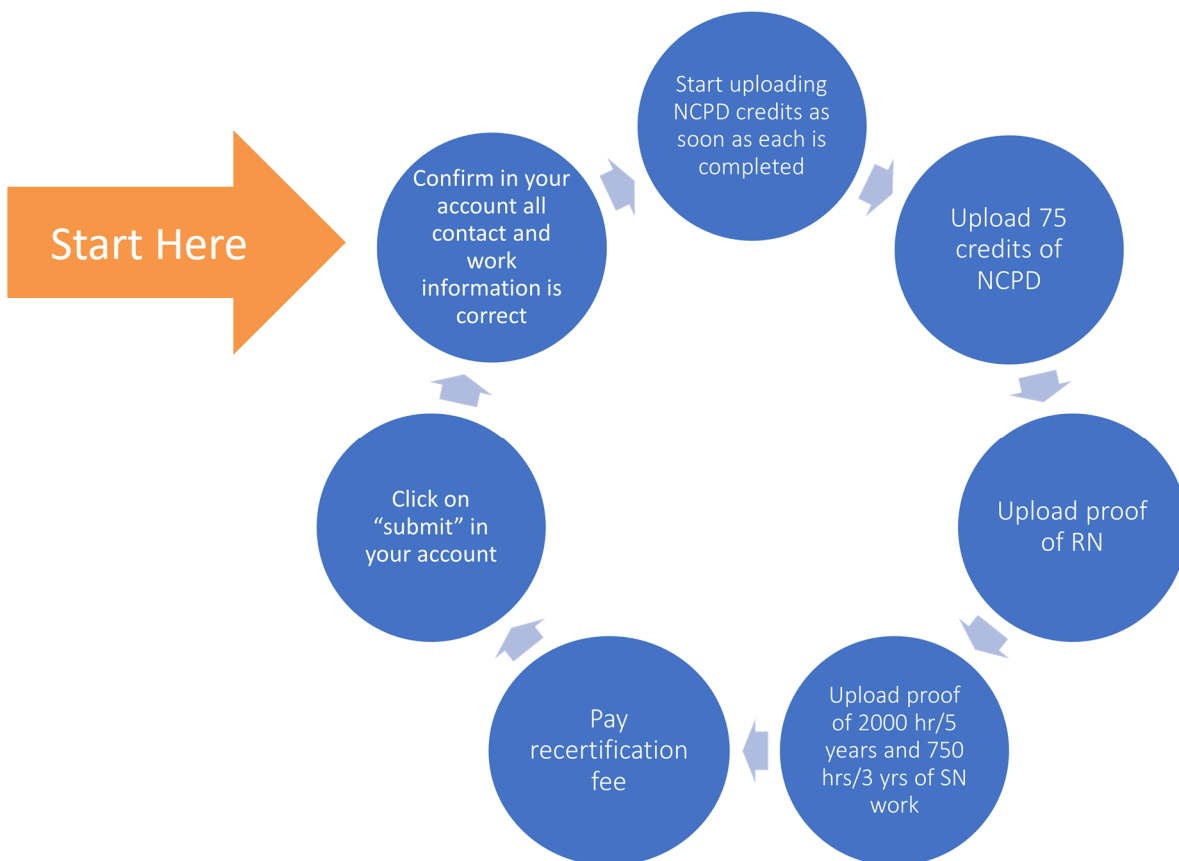 Start Here
Confirm in your
account all
contact and
work
information is
correct
Start uploading
NCPD credits as
soon as each is
completed
Upload 75
credits of
NCPD
Upload proof
of RN
Upload proof
of 2000 hr/5
years and 750
hrs/3 yrs of SN
work
Pay
recertification
fee
Click on
“submit” in
your account